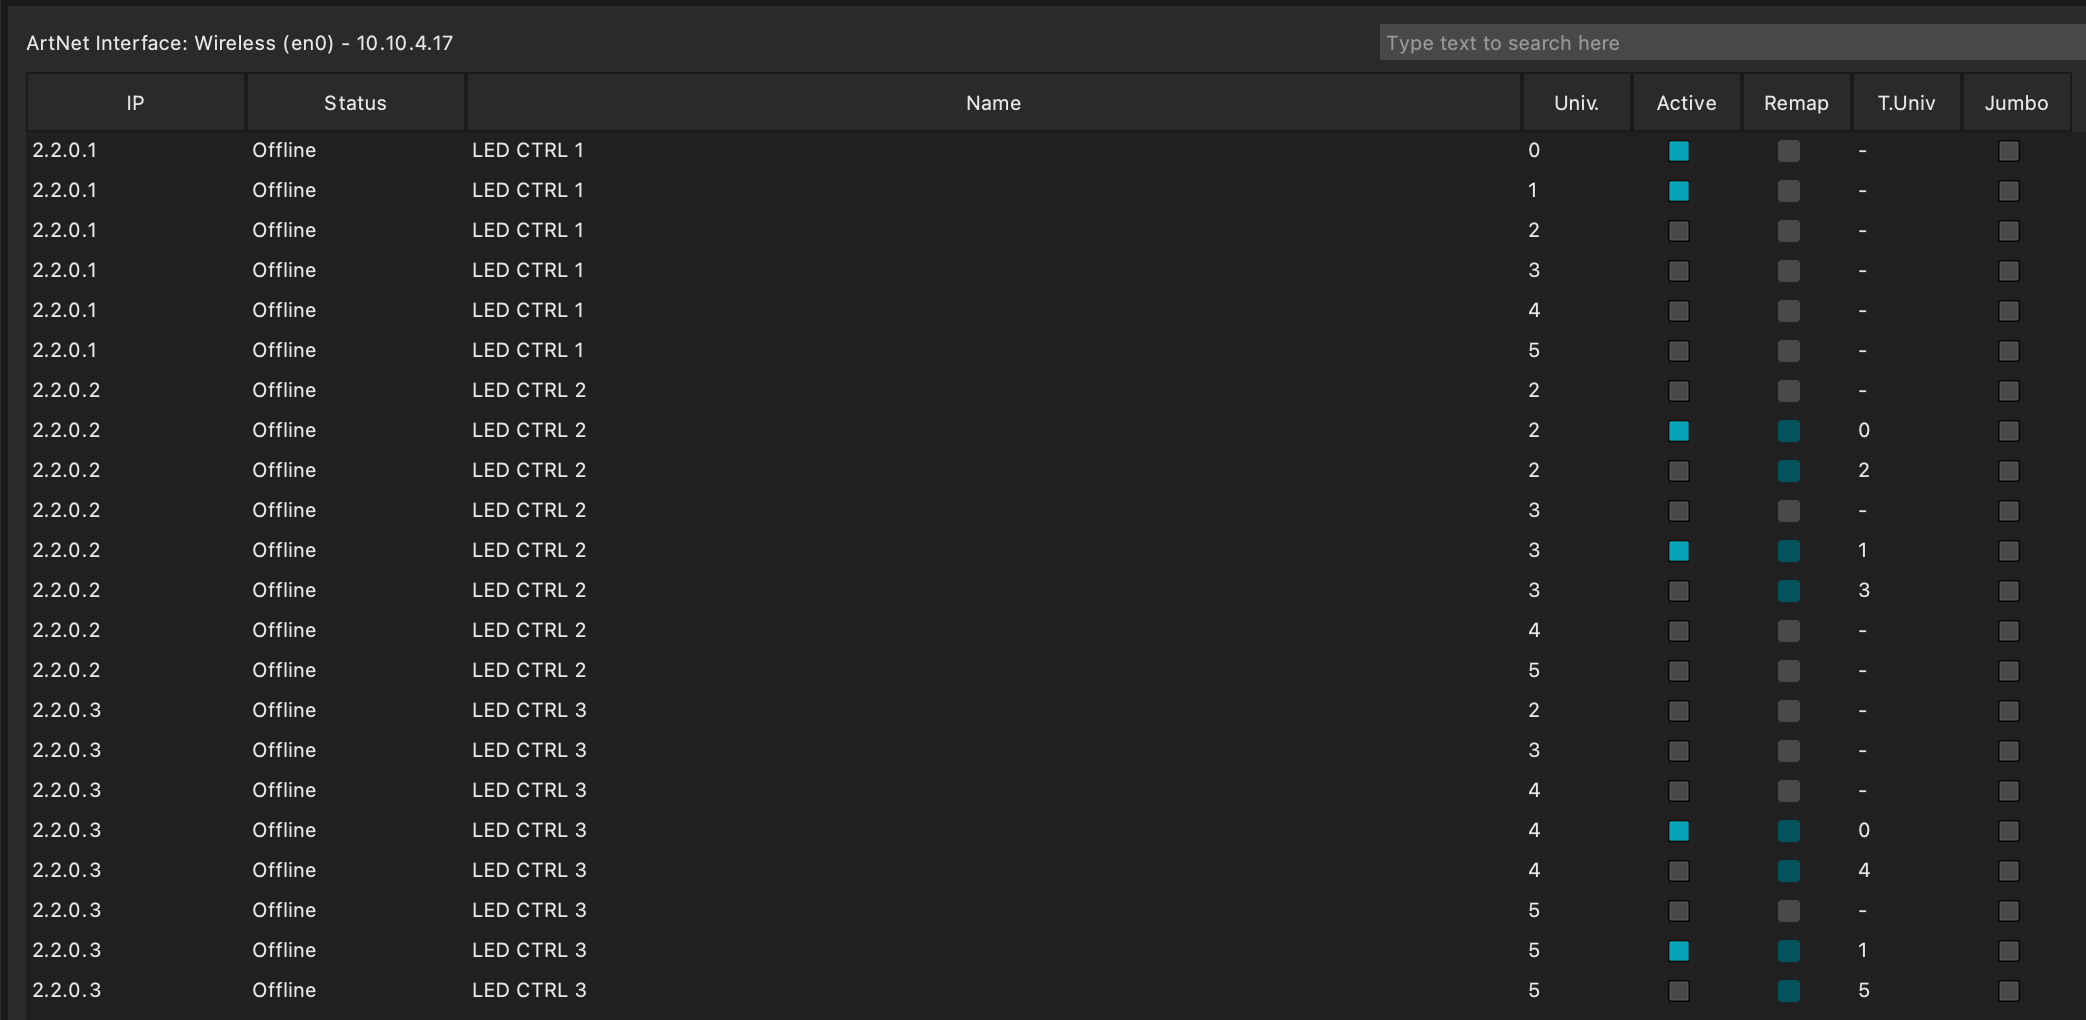 ArtNet Interface: Wireless (en0) - 10.10.4.17 Type text to search here
IP Status Name Univ. Active Remap T.Univ Jumbo
2.2.0.1 Offline LED CTRL 1 0 -
2.2.0.1 Offline LED CTRL 1 1 -
2.2.0.1 Offline LED CTRL 1 2 -
2.2.0.1 Offline LED CTRL 1 3 -
2.2.0.1 Offline LED CTRL 1 4 -
2.2.0.1 Offline LED CTRL 1 5 -
2.2.0.2 Offline LED CTRL 2 2 -
2.2.0.2 Offline LED CTRL 2 2 0
2.2.0.2 Offline LED CTRL 2 2 2
2.2.0.2 Offline LED CTRL 2 3 -
2.2.0.2 Offline LED CTRL 2 3 1
2.2.0.2 Offline LED CTRL 2 3 3
2.2.0.2 Offline LED CTRL 2 4 -
2.2.0.2 Offline LED CTRL 2 5 -
2.2.0.3 Offline LED CTRL 3 2 -
2.2.0.3 Offline LED CTRL 3 3 -
2.2.0.3 Offline LED CTRL 3 4 -
2.2.0.3 Offline LED CTRL 3 4 0
2.2.0.3 Offline LED CTRL 3 4 4
2.2.0.3 Offline LED CTRL 3 5 -
2.2.0.3 Offline LED CTRL 3 5 1
2.2.0.3 Offline LED CTRL 3 5 5